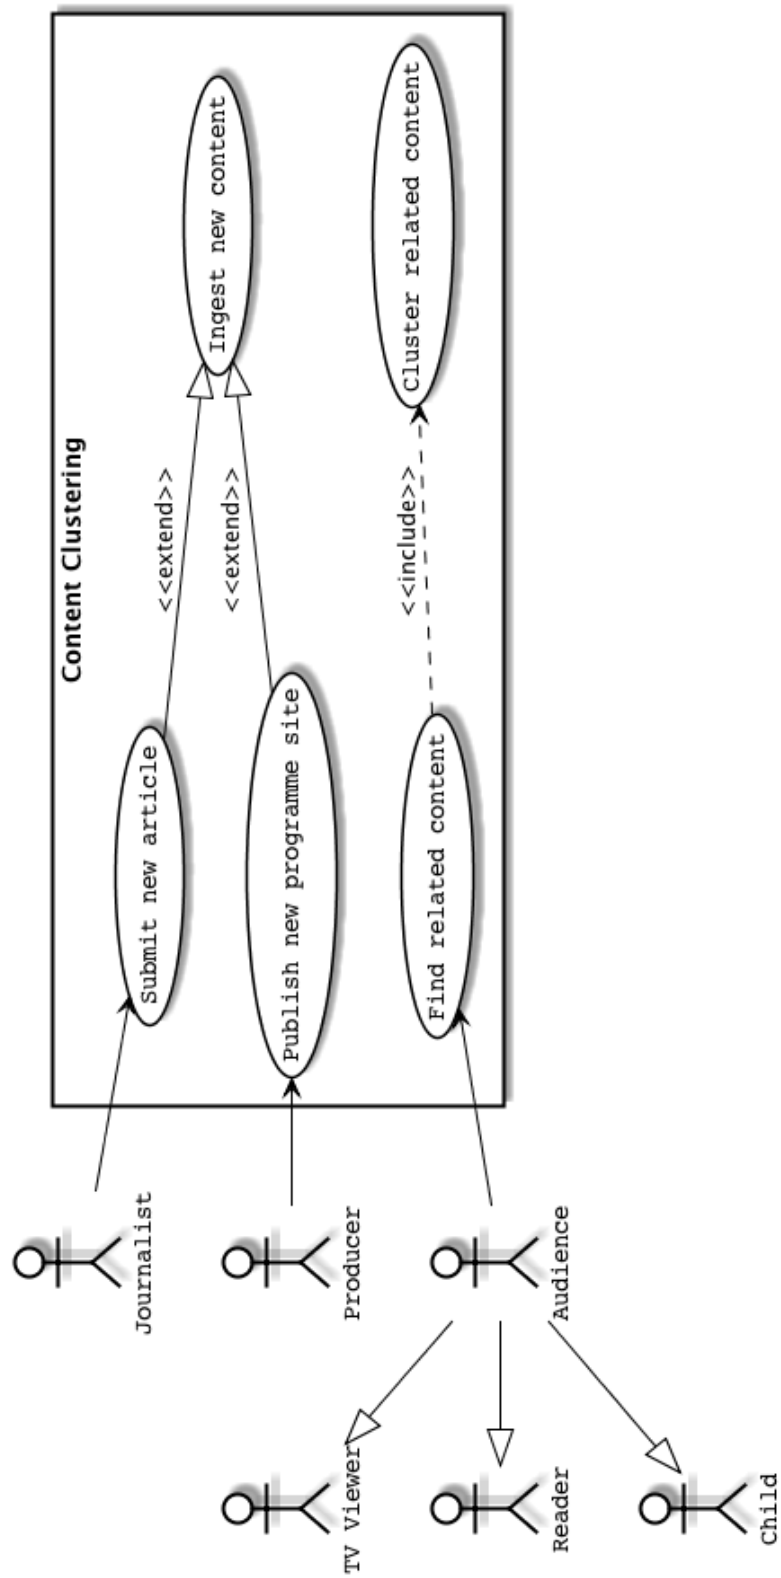 Content Clustering
Journalist
Submit new article
<<extend>>
Ingest new content
TV Viewer
Producer
Publish new programme site
<<extend>>
Reader
Audience
Find related content
<<include>>
Cluster related content
Child